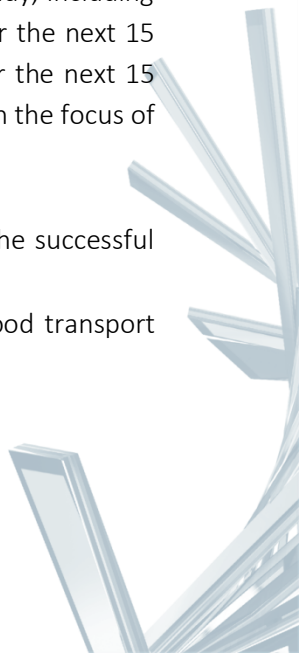 including
r the next 15
r the next 15
n the focus of
he successful
ood transport